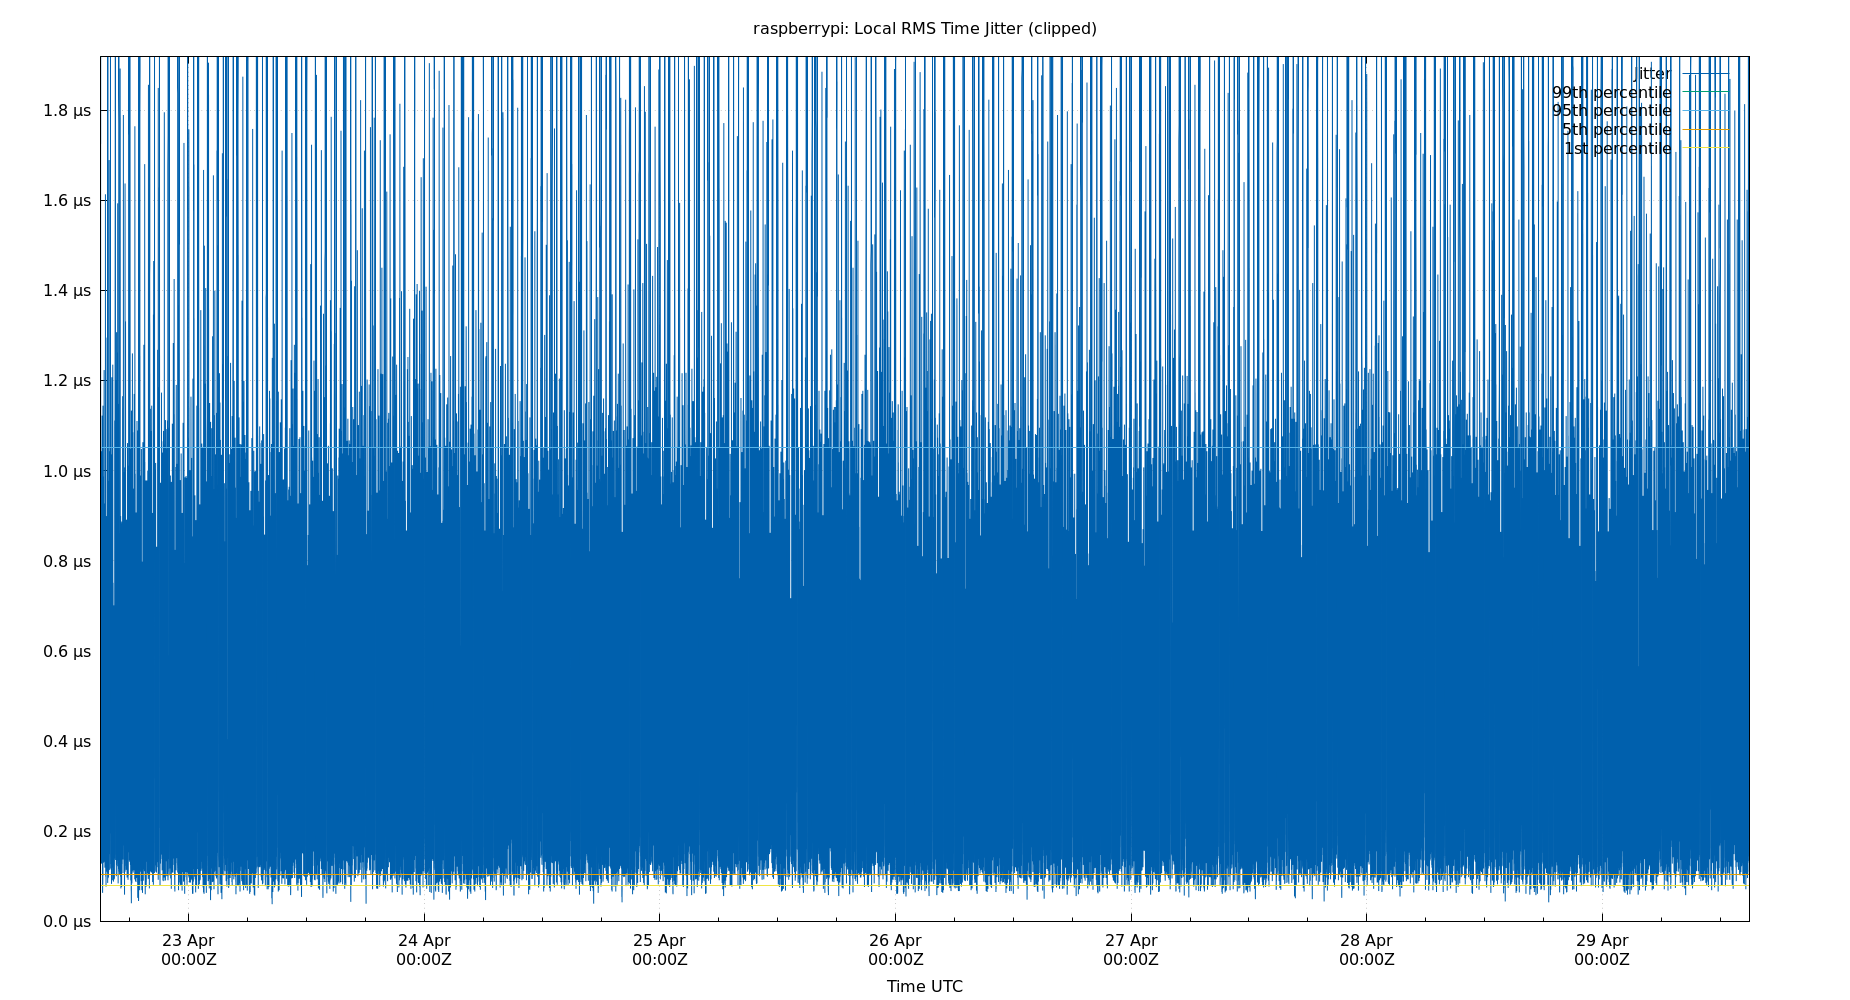 raspberrypi: Local RMS Time Jitter (clipped)
jitter
99th percentile
95th percentile
5th percentile
1st percentile
1.8 μs
1.6 μs
1.4 μs
1.2 μs
1.0 μs
0.8 μs
0.6 μs
0.4 μs
0.2 μs
0.0 μs
23 Apr 24 Apr 25 Apr 26 Apr 27 Apr 28 Apr 29 Apr
00:00Z 00:00Z 00:00Z 00:00Z 00:00Z 00:00Z 00:00Z
Time UTC